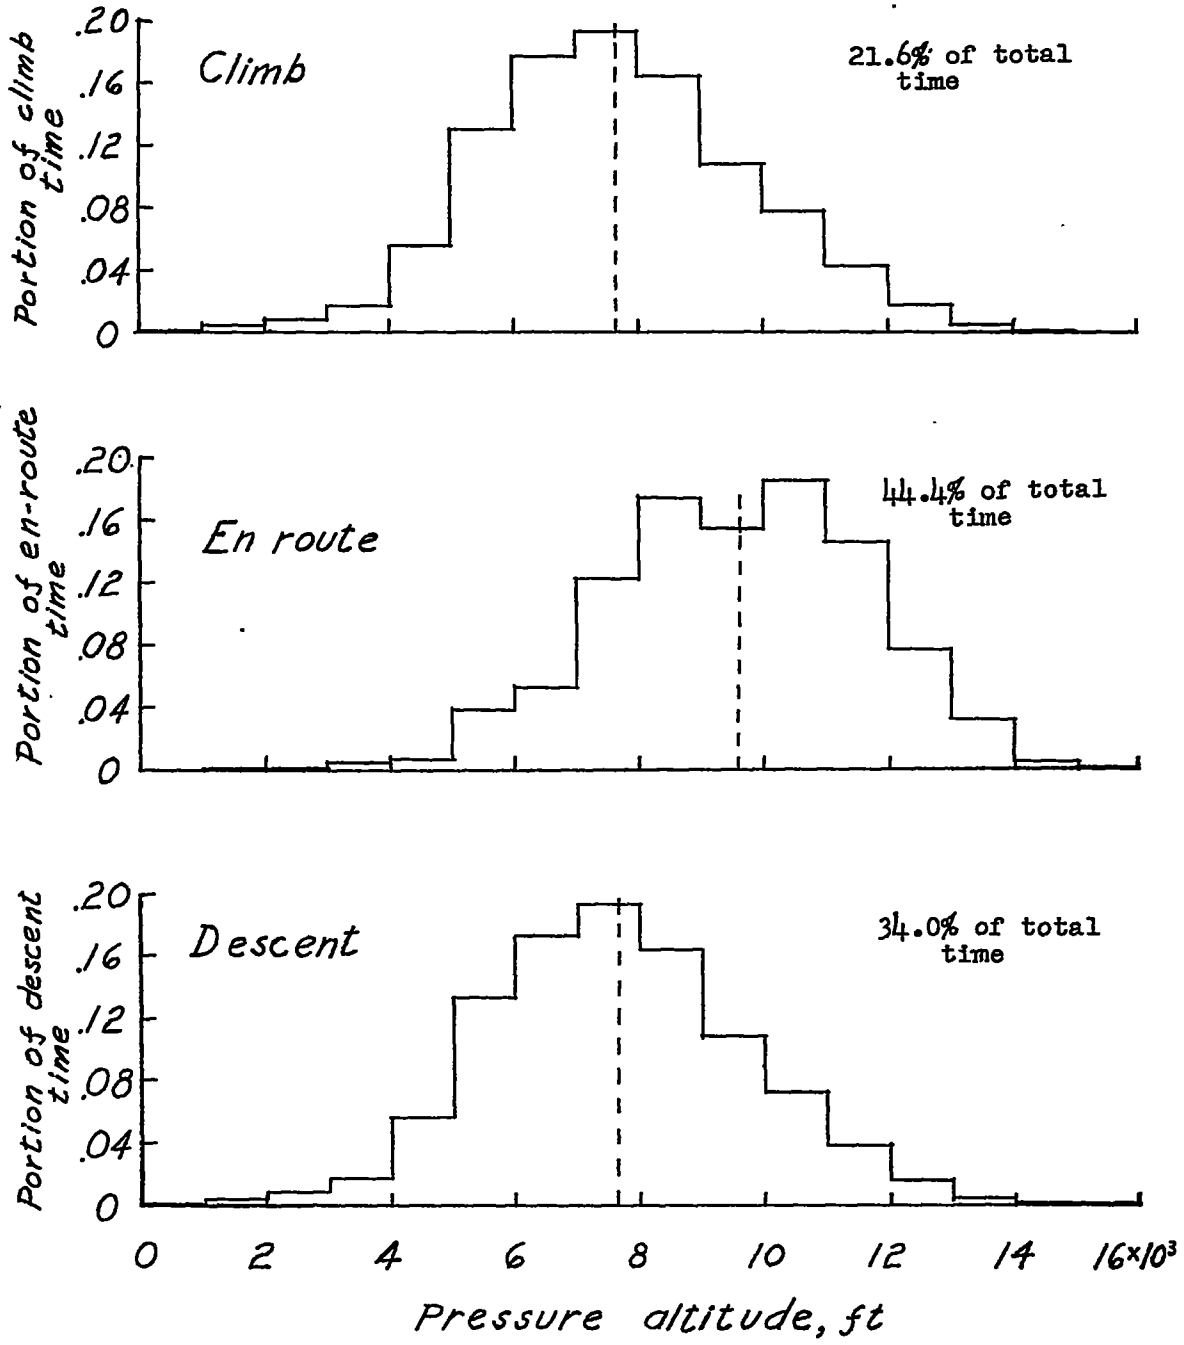 Portion of climb
time
.20
.16
.12
.08
.04
0
Climb
21.6% of total
time
Portion of en-route
time
.20
.16
.12
.08
.04
0
En route
44.4% of total
time
Portion of descent
time
.20
.16
.12
.08
.04
0
Descent
34.0% of total
time
0 2 4 6 8 10 12 14 16×10³
Pressure altitude, ft